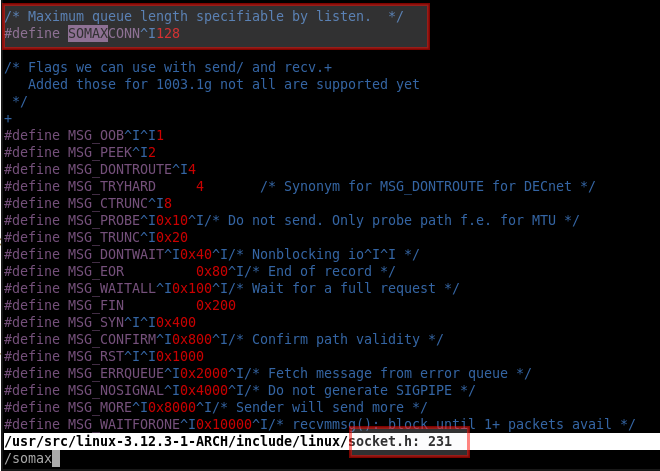 /* Maximum queue length specifiable by listen.  */
#define SOMAXCONN^I128
/* Flags we can use with send/ and recv.+
   Added those for 1003.1g not all are supported yet
 */
+
#define MSG_OOB^I^I1
#define MSG_PEEK^I2
#define MSG_DONTROUTE^I4
#define MSG_TRYHARD     4       /* Synonym for MSG_DONTROUTE for DECnet */
#define MSG_CTRUNC^I8
#define MSG_PROBE^I0x10^I/* Do not send. Only probe path f.e. for MTU */
#define MSG_TRUNC^I0x20
#define MSG_DONTWAIT^I0x40^I/* Nonblocking io^I^I */
#define MSG_EOR         0x80^I/* End of record */
#define MSG_WAITALL^I0x100^I/* Wait for a full request */
#define MSG_FIN         0x200
#define MSG_SYN^I^I0x400
#define MSG_CONFIRM^I0x800^I/* Confirm path validity */
#define MSG_RST^I^I0x1000
#define MSG_ERRQUEUE^I0x2000^I/* Fetch message from error queue */
#define MSG_NOSIGNAL^I0x4000^I/* Do not generate SIGPIPE */
#define MSG_MORE^I^I0x8000^I/* Sender will send more */
#define MSG_WAITFORONE^I0x10000^I/* recvmmsg(): block until 1+ packets avail */
/usr/src/linux-3.12.3-1-ARCH/include/linux/socket.h: 231
/somax